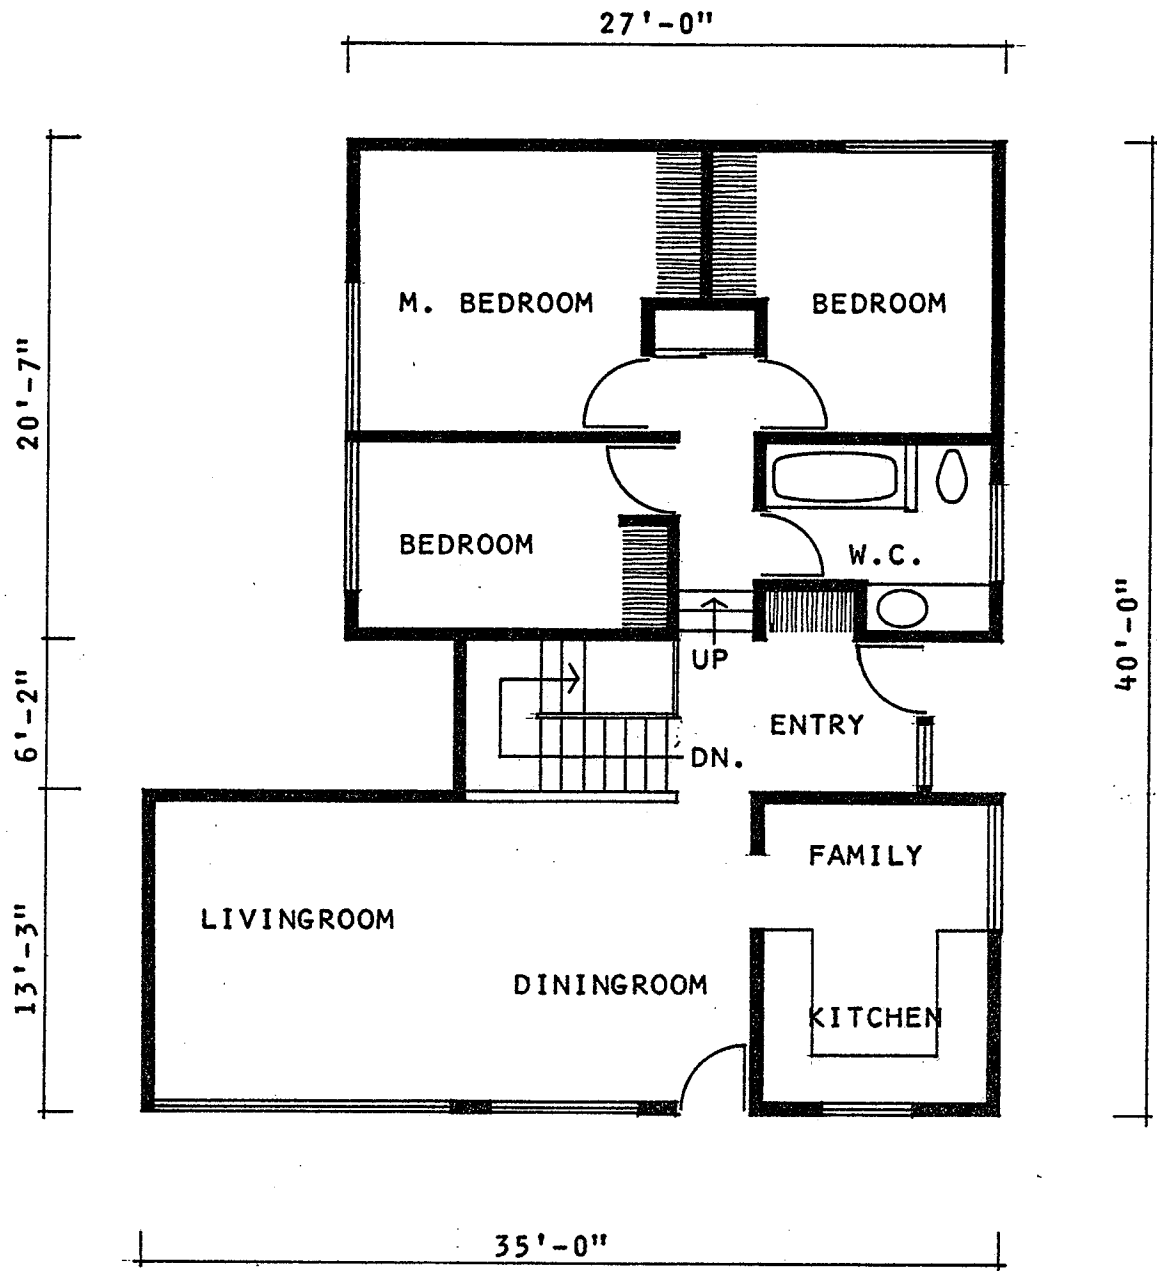 27'-0"
M. BEDROOM
BEDROOM
20'-7"
BEDROOM
W.C.
40'-0"
UP
6'-2"
ENTRY
DN.
FAMILY
LIVINGROOM
13'-3"
DININGROOM
KITCHEN
35'-0"